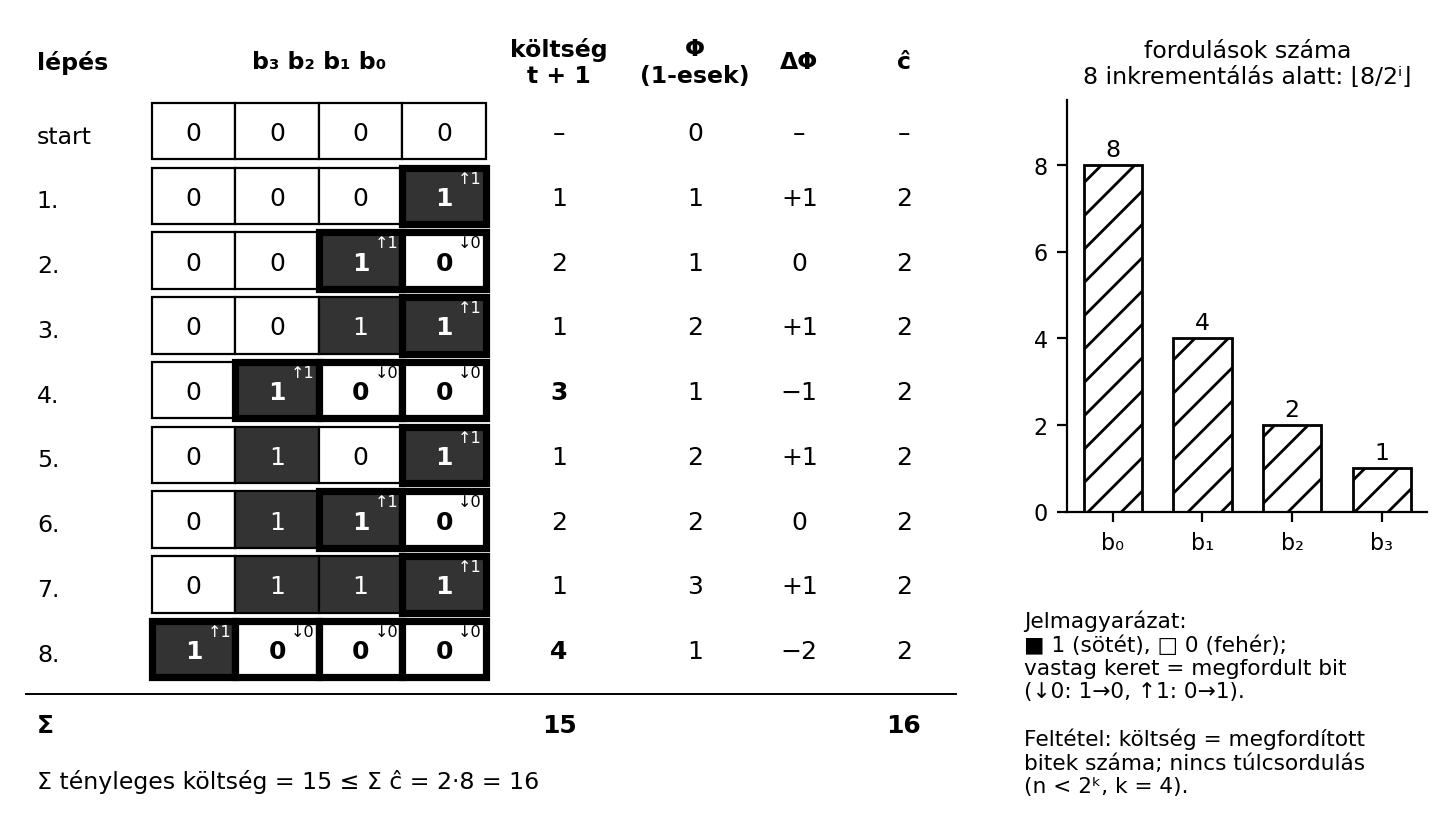 lépés b₃ b₂ b₁ b₀ költség t + 1 Φ (1-esek) ΔΦ ĉ
start 0 0 0 0 – 0 – –
1. 0 0 0 1 ↑1 1 1 +1 2
2. 0 0 1 ↑1 0 ↓0 2 1 0 2
3. 0 0 1 1 ↑1 1 2 +1 2
4. 0 1 ↑1 0 ↓0 0 ↓0 3 1 −1 2
5. 0 1 0 1 ↑1 1 2 +1 2
6. 0 1 1 ↑1 0 ↓0 2 2 0 2
7. 0 1 1 1 ↑1 1 3 +1 2
8. 1 ↑1 0 ↓0 0 ↓0 0 ↓0 4 1 −2 2
Σ 15 16
Σ tényleges költség = 15 ≤ Σ ĉ = 2·8 = 16
fordulások száma
8 inkrementálás alatt: ⌊8/2ⁱ⌋
8
6
4
2
0
8
4
2
1
b₀ b₁ b₂ b₃
Jelmagyarázat:
■ 1 (sötét), □ 0 (fehér);
vastag keret = megfordult bit
(↓0: 1→0, ↑1: 0→1).
Feltétel: költség = megfordított
bitek száma; nincs túlcsordulás
(n < 2ᵏ, k = 4).